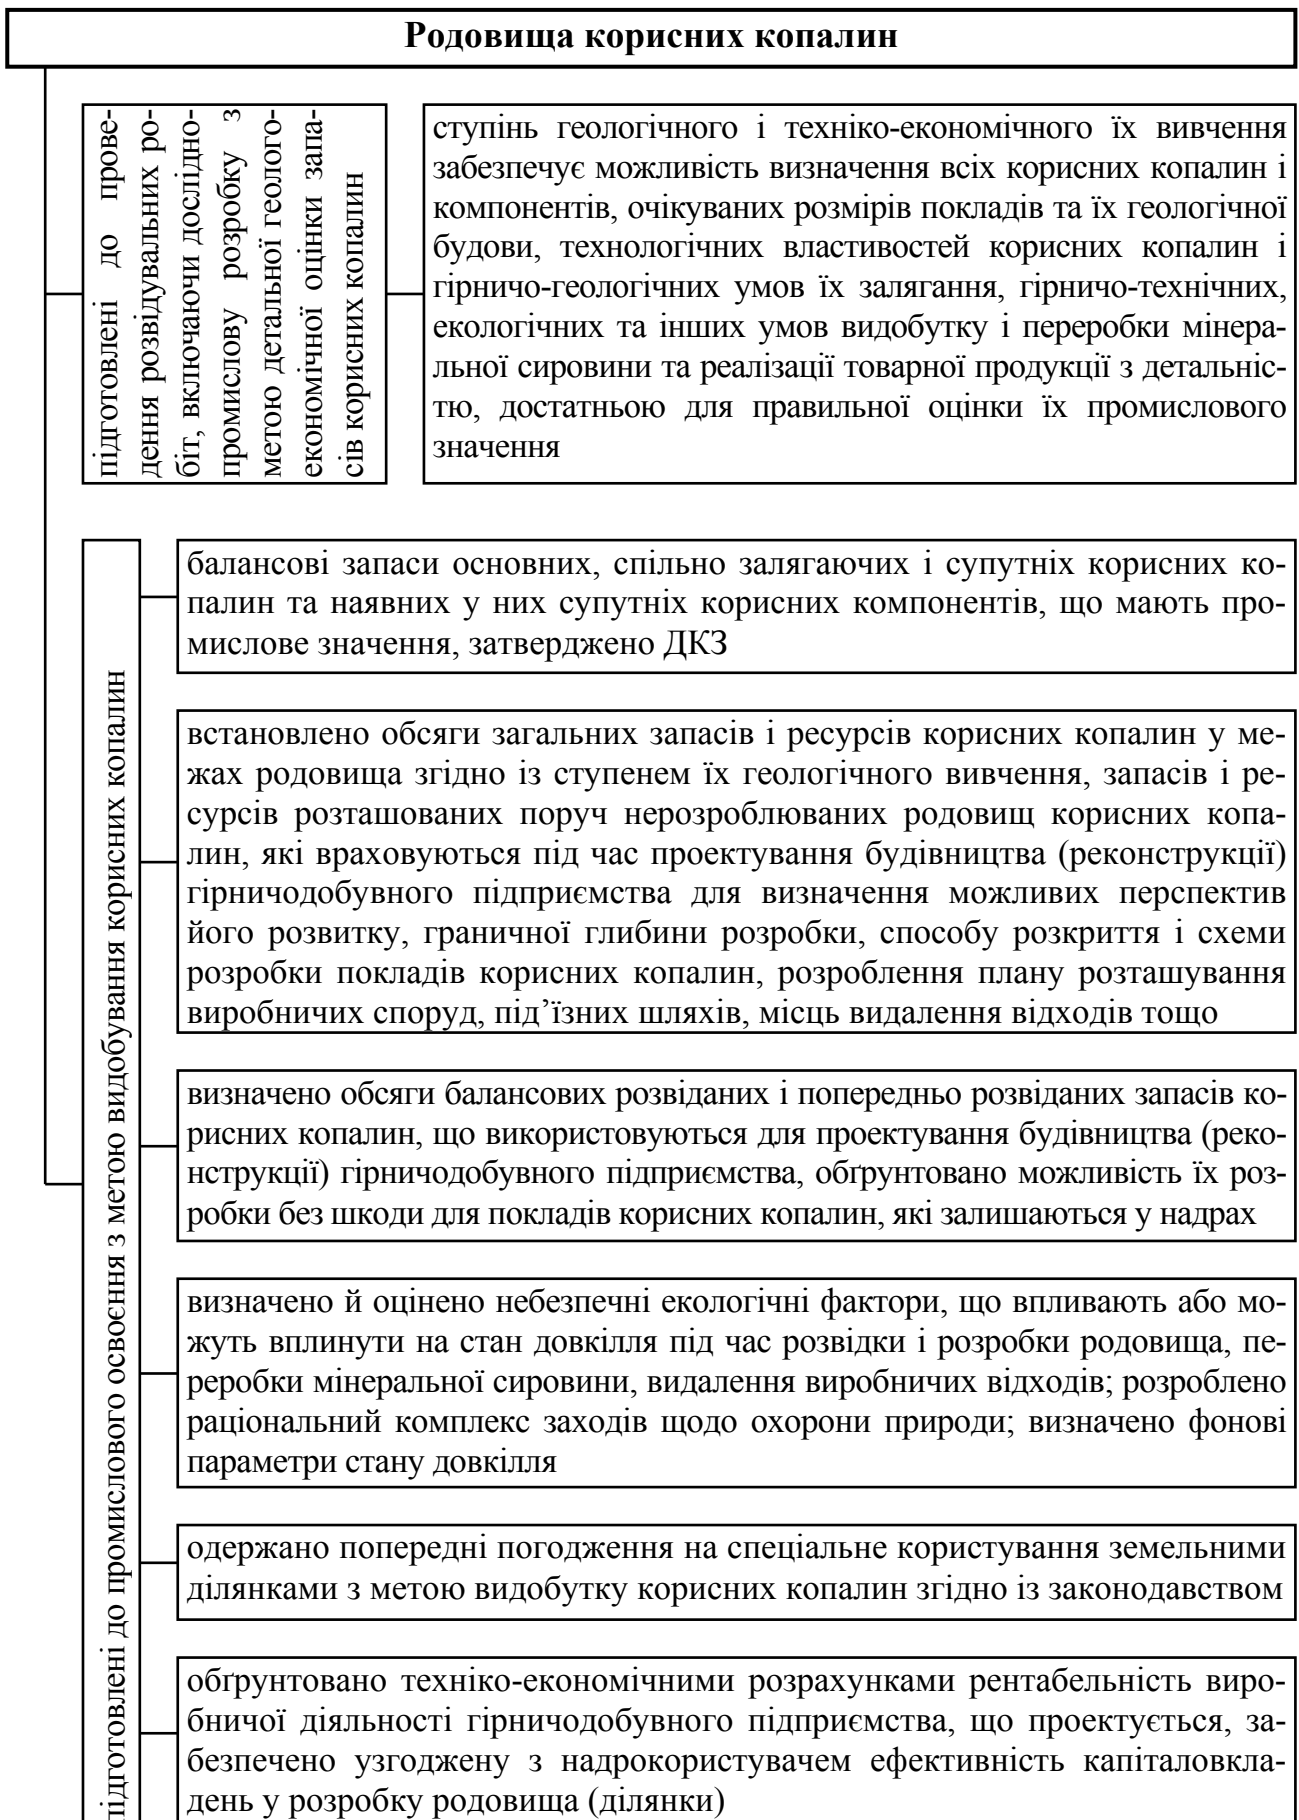 Родовища корисних копалин
підготовлені до прове-
дення розвідувальних ро-
біт, включаючи дослідно-
промислову розробку з
метою детальної геолого-
економічної оцінки запа-
сів корисних копалин
ступінь геологічного і техніко-економічного їх вивчення
забезпечує можливість визначення всіх корисних копалин і
компонентів, очікуваних розмірів покладів та їх геологічної
будови, технологічних властивостей корисних копалин і
гірничо-геологічних умов їх залягання, гірничо-технічних,
екологічних та інших умов видобутку і переробки мінера-
льної сировини та реалізації товарної продукції з детальніс-
тю, достатньою для правильної оцінки їх промислового
значення
підготовлені до промислового освоєння з метою видобування корисних копалин
балансові запаси основних, спільно залягаючих і супутніх корисних ко-
палин та наявних у них супутніх корисних компонентів, що мають про-
мислове значення, затверджено ДКЗ
встановлено обсяги загальних запасів і ресурсів корисних копалин у ме-
жах родовища згідно із ступенем їх геологічного вивчення, запасів і ре-
сурсів розташованих поруч нерозроблюваних родовищ корисних копа-
лин, які враховуються під час проектування будівництва (реконструкції)
гірничодобувного підприємства для визначення можливих перспектив
його розвитку, граничної глибини розробки, способу розкриття і схеми
розробки покладів корисних копалин, розроблення плану розташування
виробничих споруд, під’їзних шляхів, місць видалення відходів тощо
визначено обсяги балансових розвіданих і попередньо розвіданих запасів ко-
рисних копалин, що використовуються для проектування будівництва (реко-
нструкції) гірничодобувного підприємства, обґрунтовано можливість їх роз-
робки без шкоди для покладів корисних копалин, які залишаються у надрах
визначено й оцінено небезпечні екологічні фактори, що впливають або мо-
жуть вплинути на стан довкілля під час розвідки і розробки родовища, пе-
реробки мінеральної сировини, видалення виробничих відходів; розроблено
раціональний комплекс заходів щодо охорони природи; визначено фонові
параметри стану довкілля
одержано попередні погодження на спеціальне користування земельними
ділянками з метою видобутку корисних копалин згідно із законодавством
обґрунтовано техніко-економічними розрахунками рентабельність виро-
бничої діяльності гірничодобувного підприємства, що проектується, за-
безпечено узгоджену з надрокористувачем ефективність капіталовкла-
день у розробку родовища (ділянки)